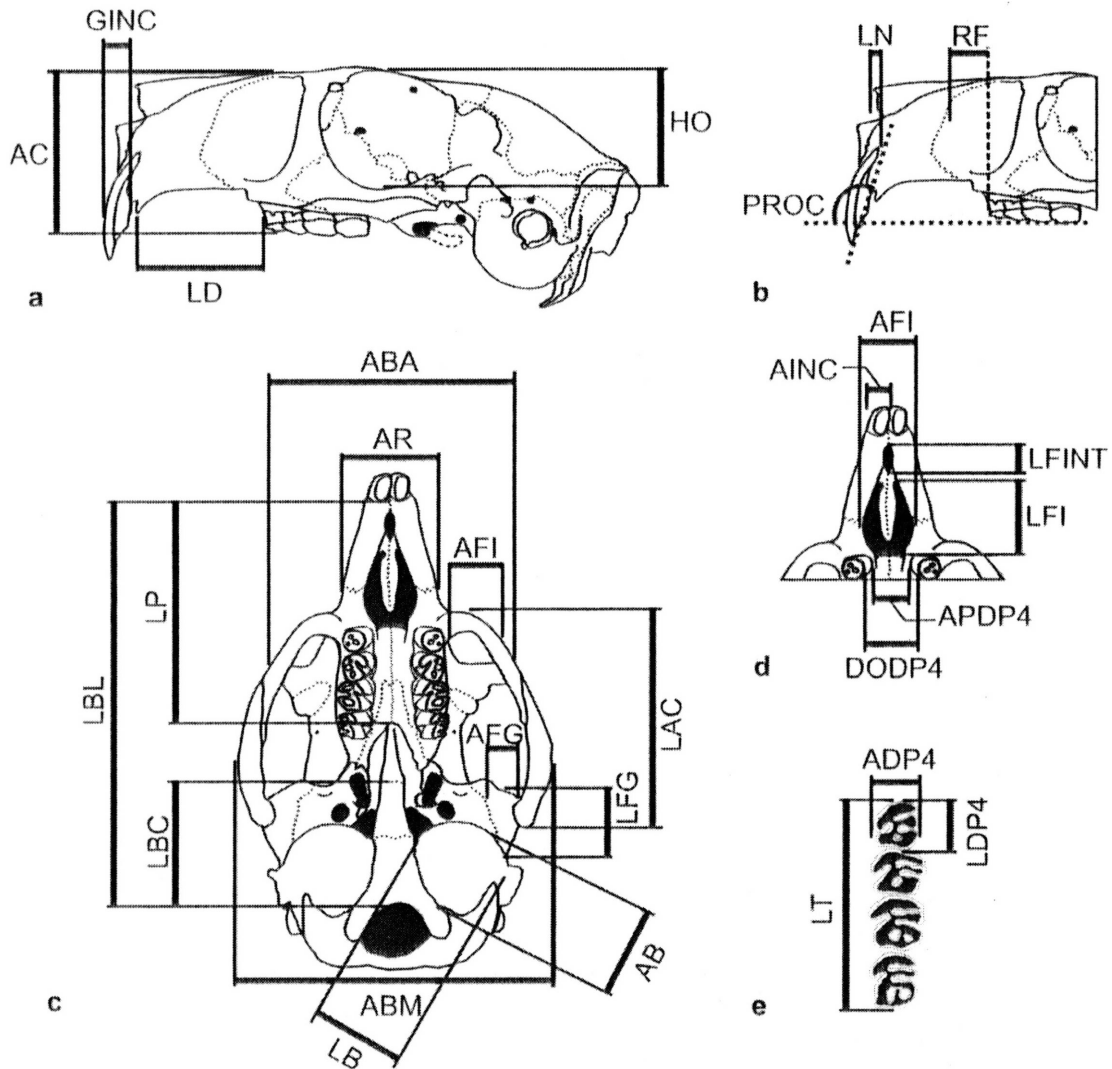 GINC
AC
HO
LD
a
LN
RF
PROC
b
ABA
AR
AFI
LP
LBL
LAC
AFG
LFG
LBC
AB
ABM
LB
c
AFI
AINC
LFINT
LFI
APDP4
DODP4
d
ADP4
LDP4
LT
e